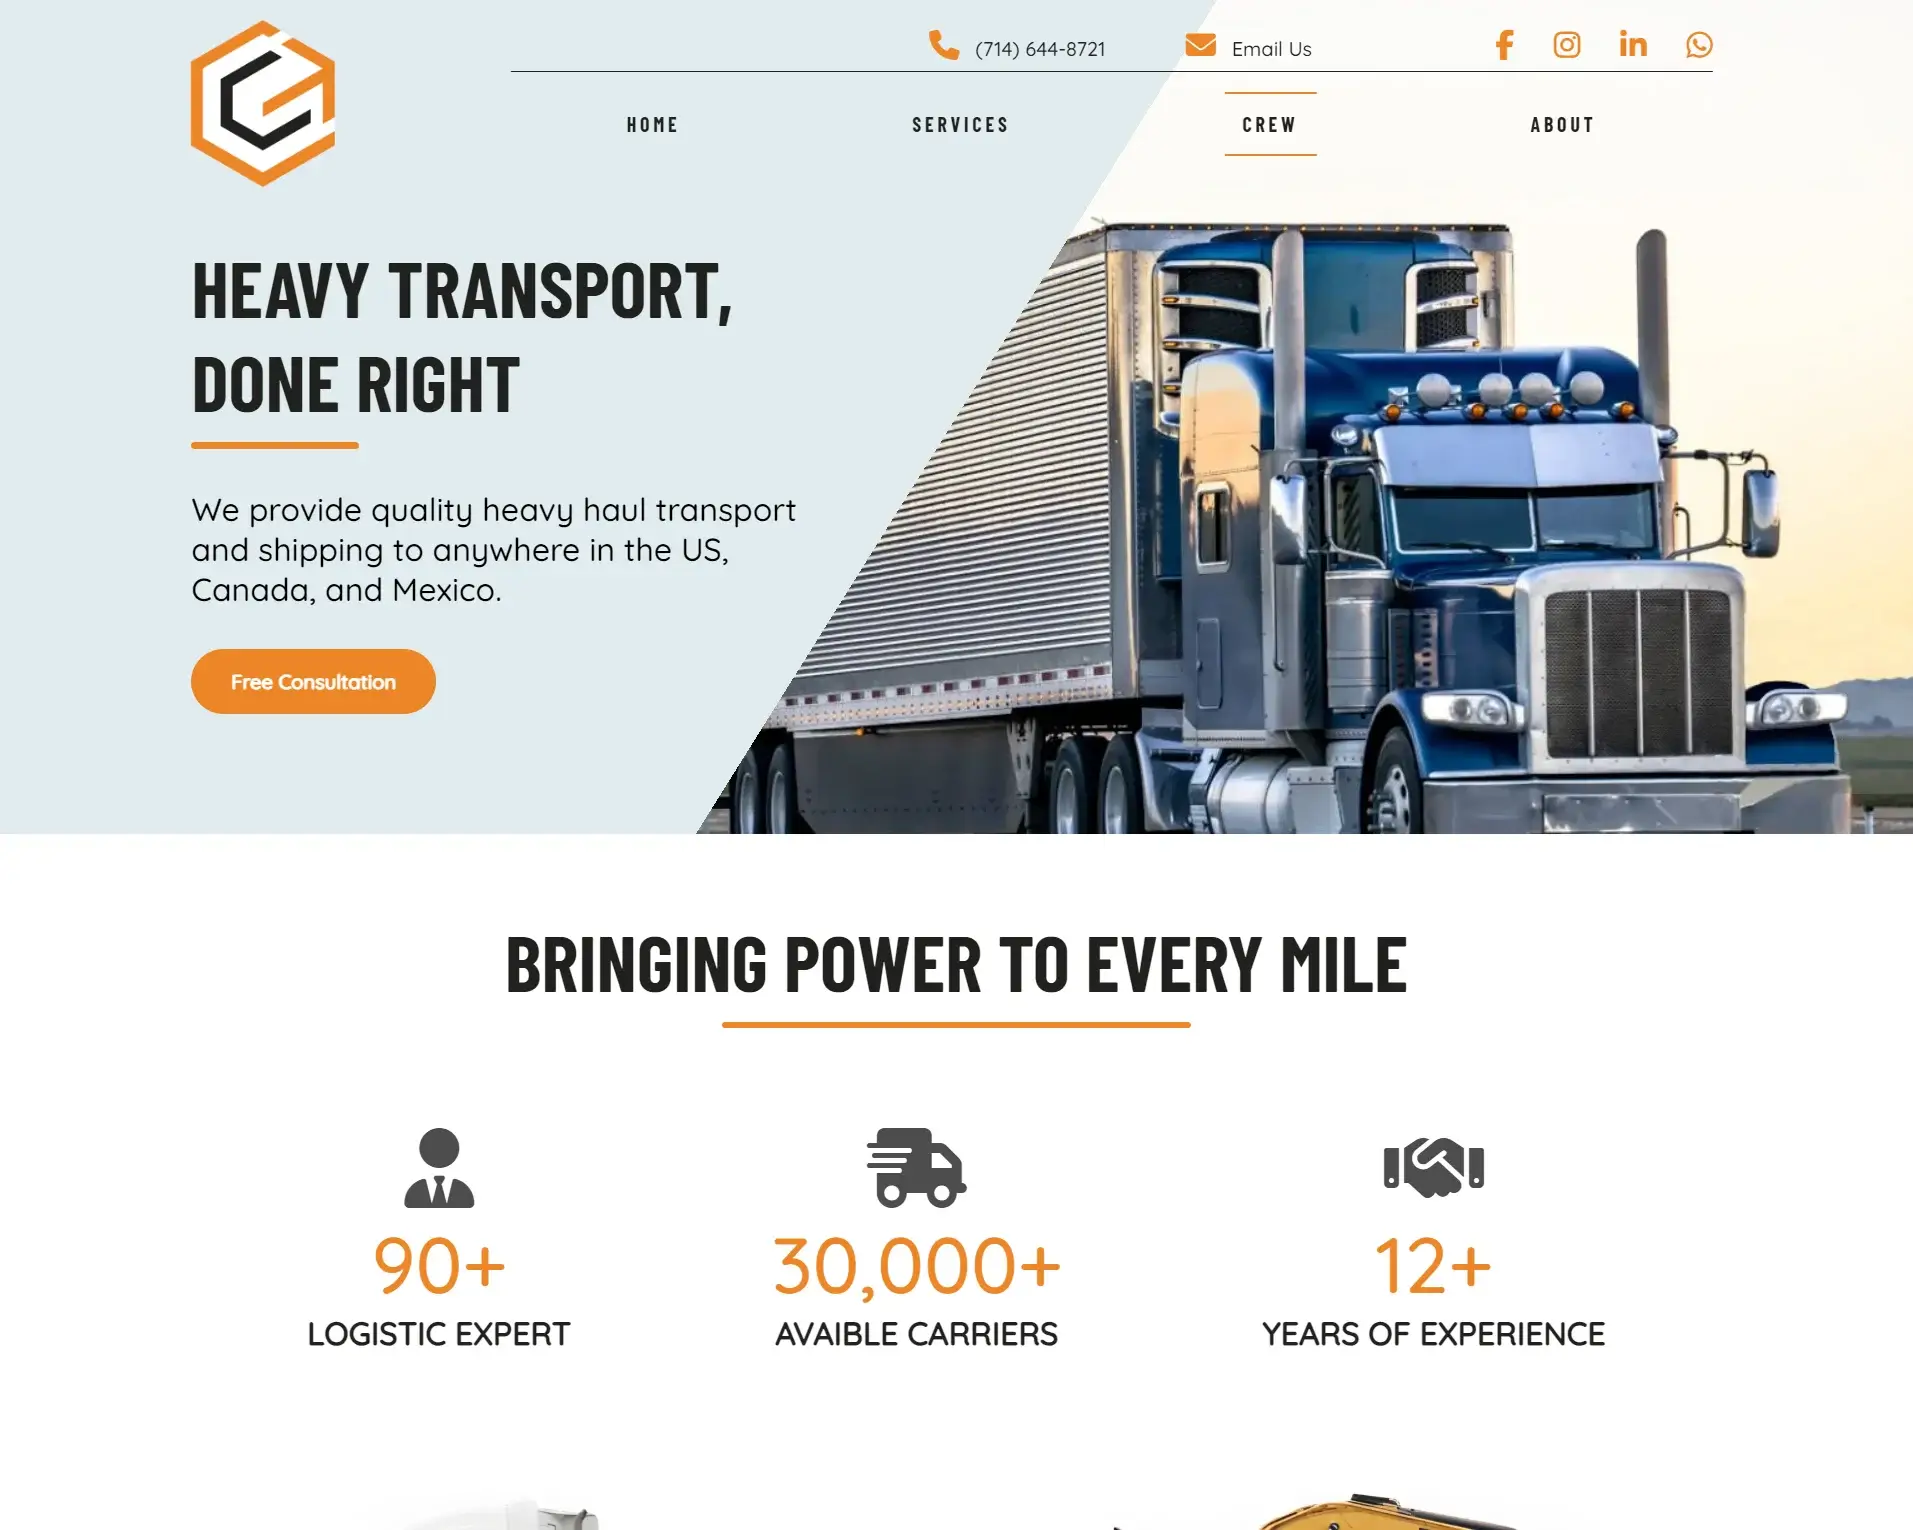 (714) 644-8721
Email Us
HOME
SERVICES
CREW
ABOUT
HEAVY TRANSPORT,
DONE RIGHT
We provide quality heavy haul transport
and shipping to anywhere in the US,
Canada, and Mexico.
Free Consultation
BRINGING POWER TO EVERY MILE
90+
LOGISTIC EXPERT
30,000+
AVAIBLE CARRIERS
12+
YEARS OF EXPERIENCE